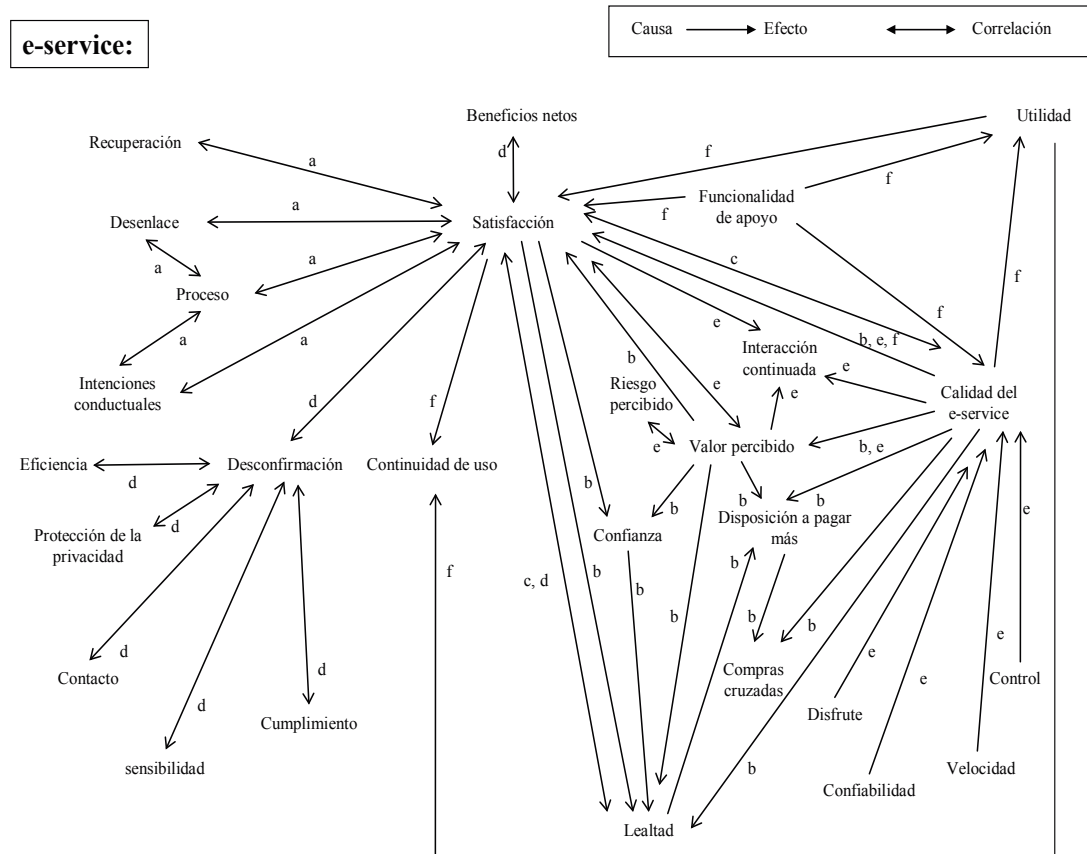 e-service:
Causa Efecto Correlación
Beneficios netos
Utilidad
Recuperación
a
d
f
f
Funcionalidad
de apoyo
f
Desenlace
a
Satisfacción
c
a
Proceso
a
f
f
a
a
e
Interacción
continuada
b, e, f
b
Intenciones
conductuales
Riesgo
percibido
e
e
e
Calidad del
e-service
d
f
Valor percibido
e
b, e
Eficiencia
d
Desconfirmación
Continuidad de uso
b
b
b
b
Protección de la
privacidad
d
Confianza
Disposición a pagar
más
e
f
c, d
b
b
b
b
b
b
e
e
Contacto
d
d
Compras
cruzadas
e
Control
d
Cumplimiento
Disfrute
sensibilidad
b
Velocidad
Confiabilidad
Lealtad